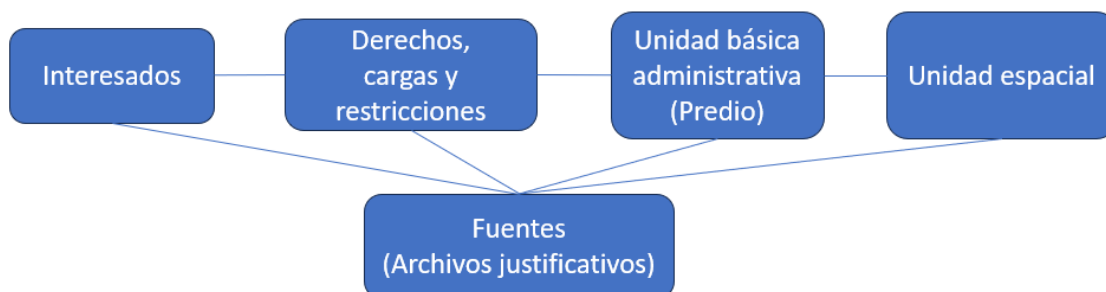 Interesados
Derechos,
cargas y
restricciones
Unidad básica
administrativa
(Predio)
Unidad espacial
Fuentes
(Archivos justificativos)